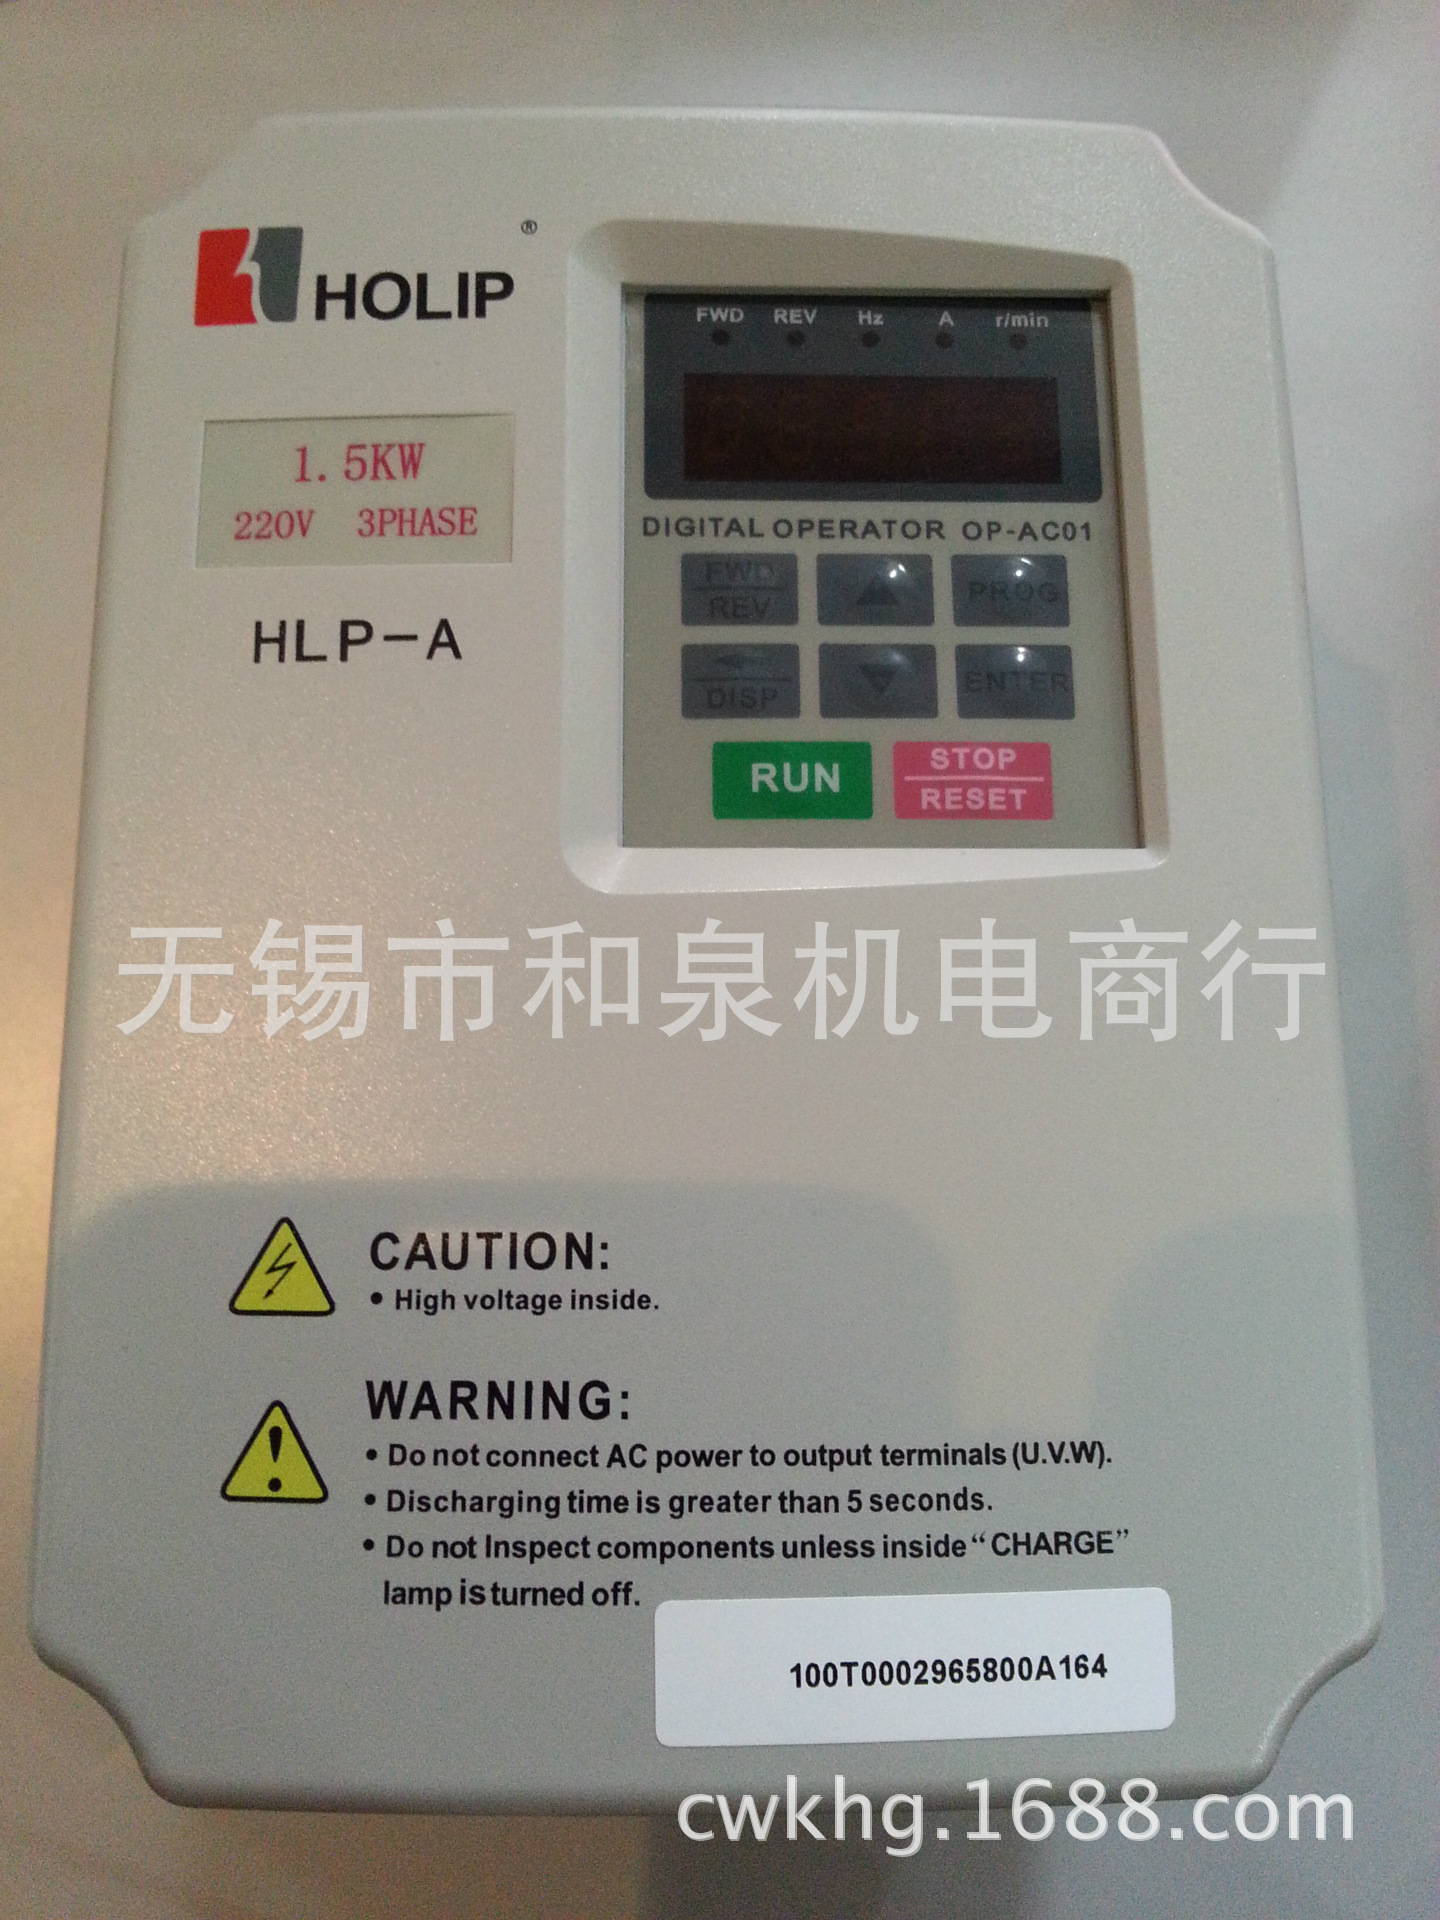 HOLIP ®
1.5KW
220V 3PHASE
HLP-A
FWD REV Hz A r/min
DIGITAL OPERATOR OP-AC01
FWD
REV
PROG
DISP
ENTER
RUN
STOP
RESET
无锡市和泉机电商行
CAUTION:
• High voltage inside.
WARNING:
• Do not connect AC power to output terminals (U.V.W).
• Discharging time is greater than 5 seconds.
• Do not Inspect components unless inside “CHARGE”
lamp is turned off.
100T0002965800A164
cwkhg.1688.com